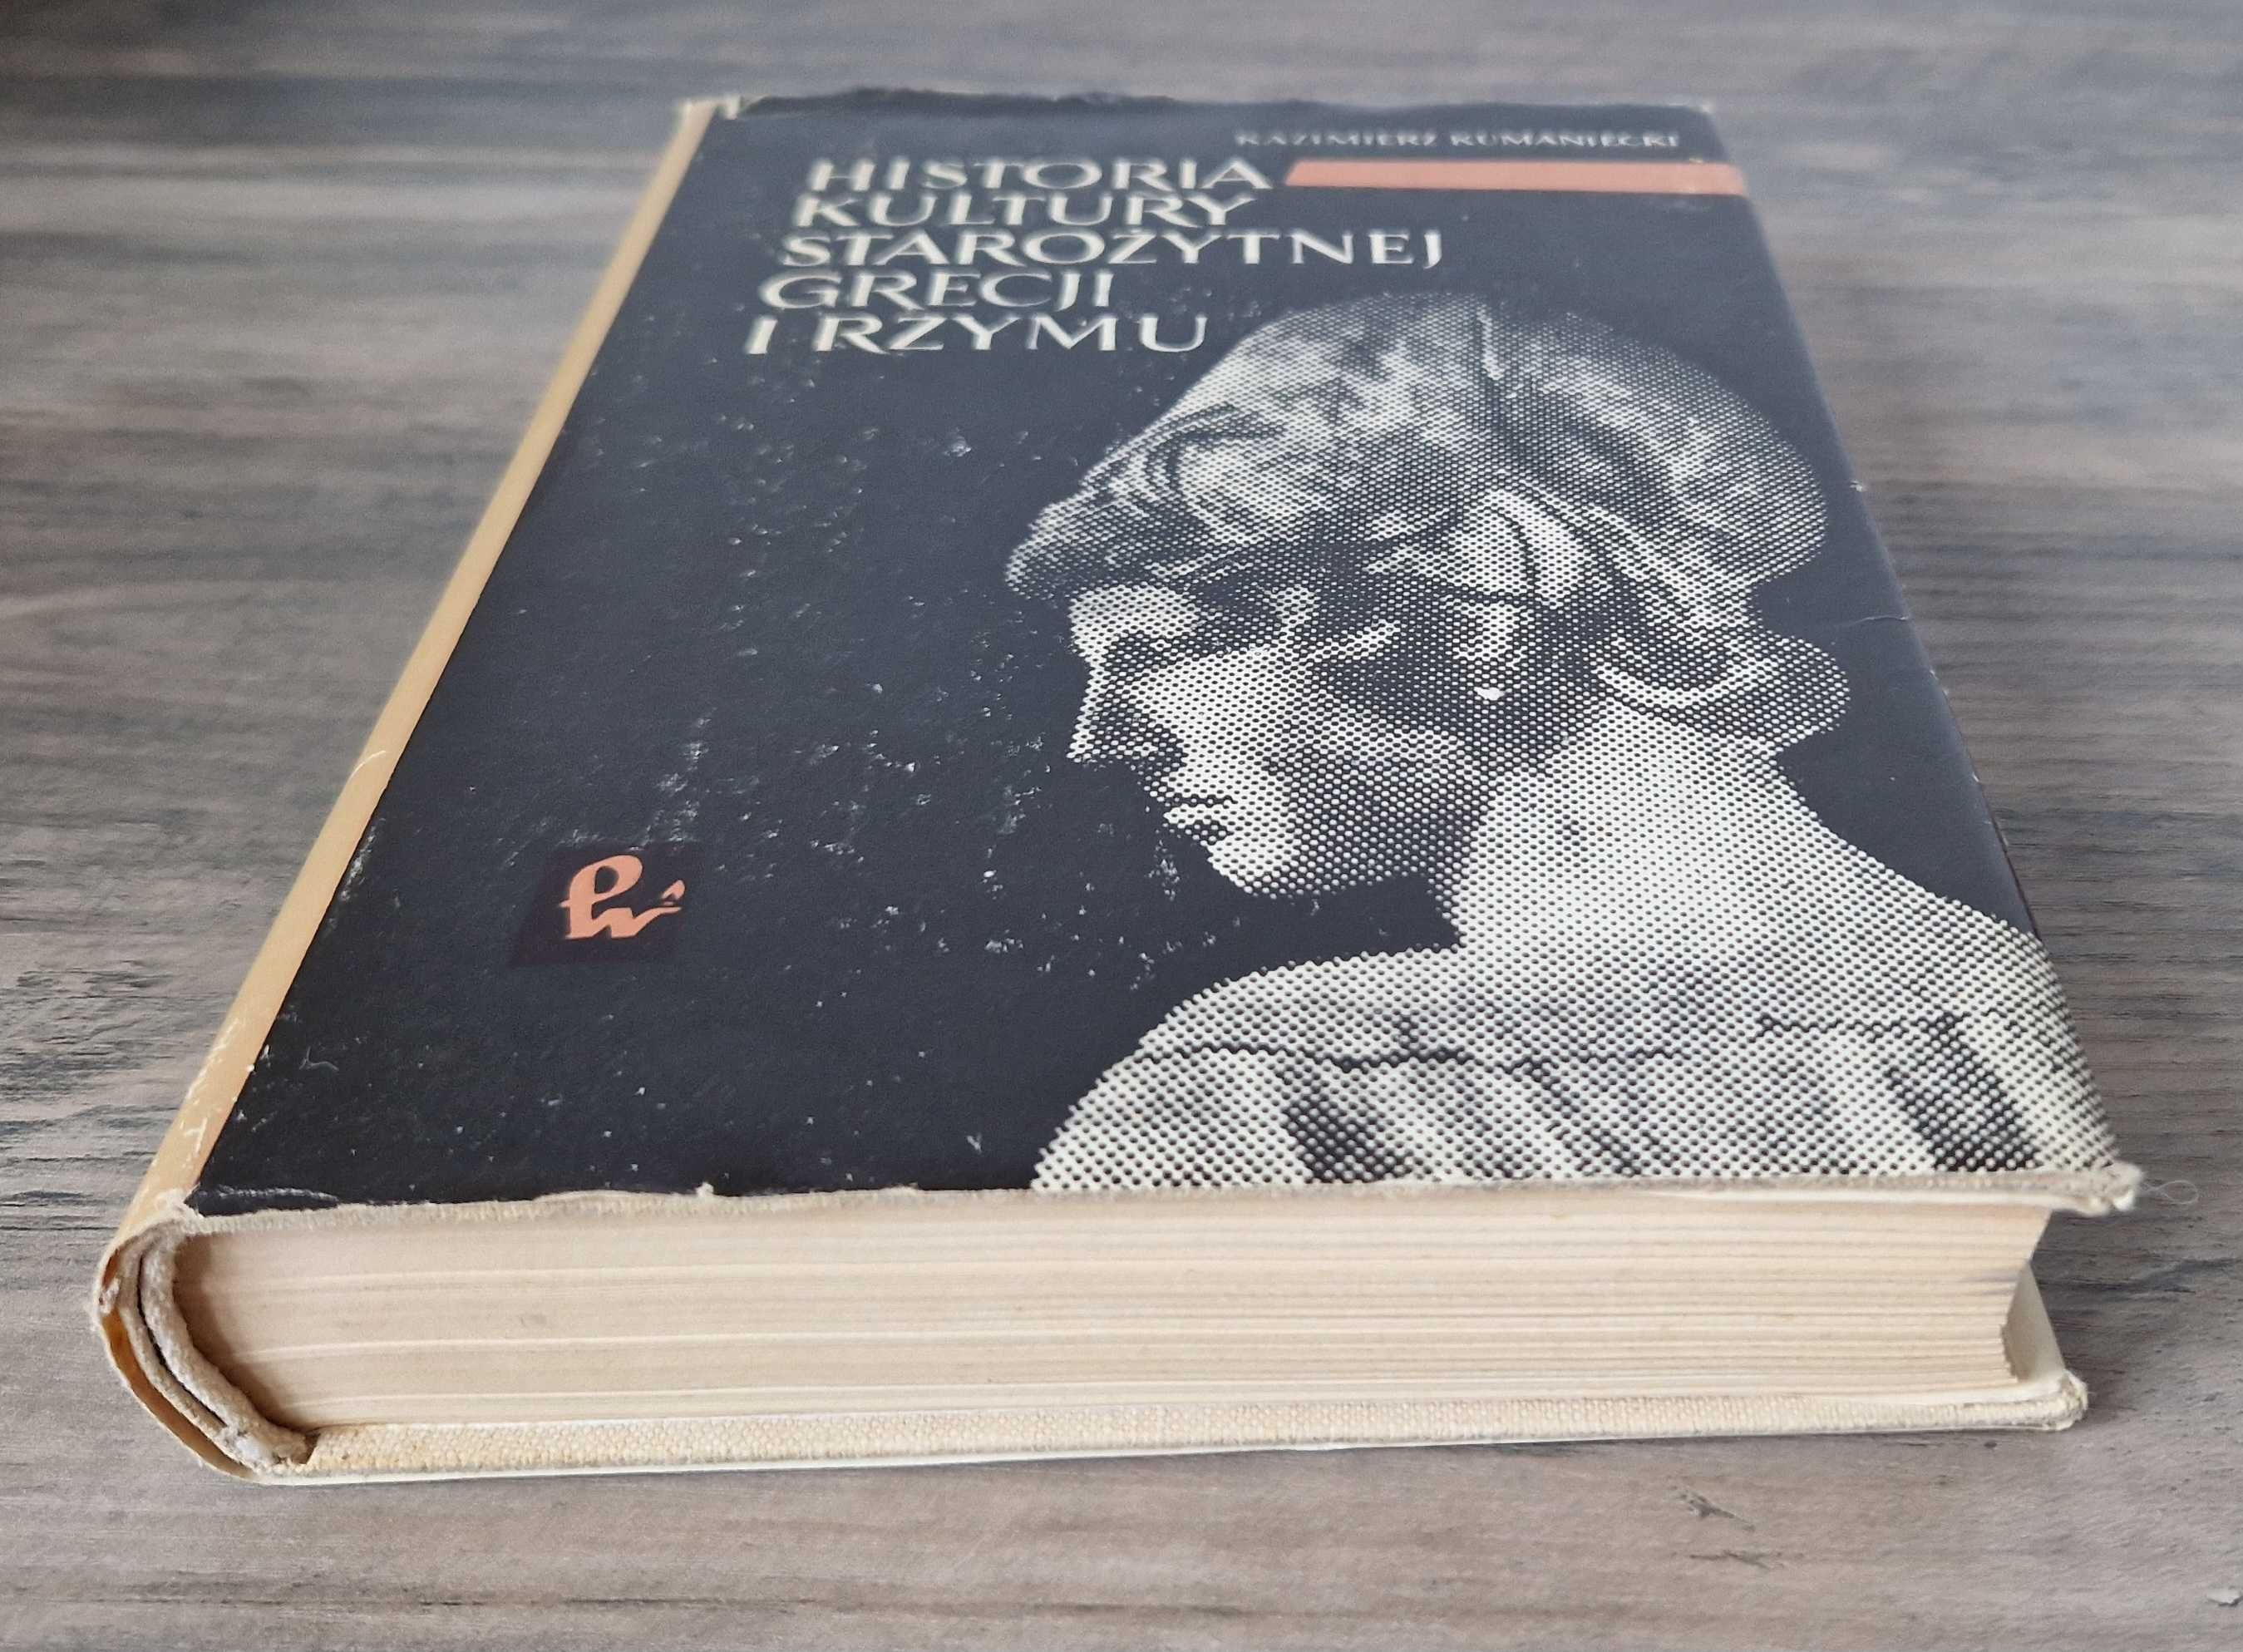 KAZIMIERZ KUMANIECKI
HISTORIA
KULTURY
STAROŻYTNEJ
GRECJI
I RZYMU